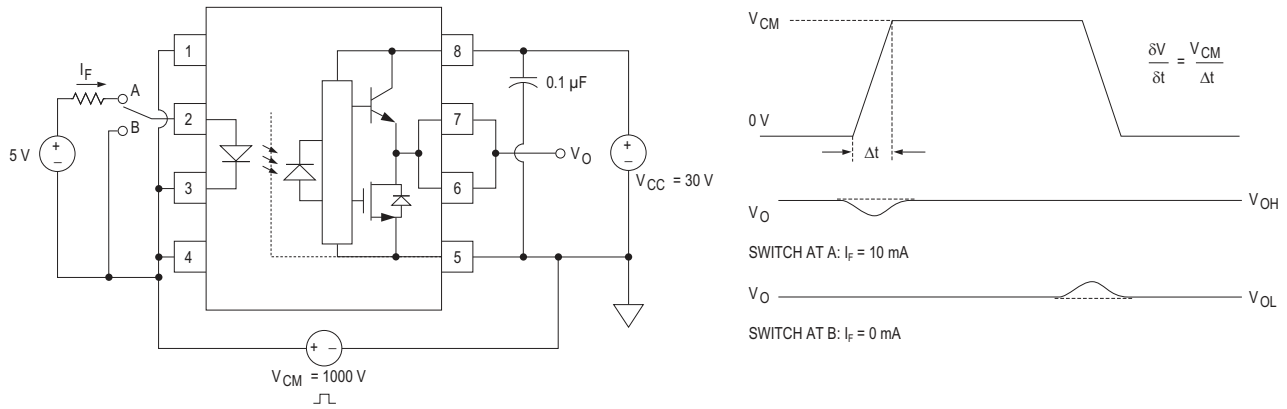 I_F
A
B
5 V
+
–
1
2
3
4
8
7
6
5
0.1 µF
V_O
+
–
V_CC = 30 V
+ –
V_CM = 1000 V
V_CM
0 V
Δt
δV/δt = V_CM/Δt
V_O
V_OH
SWITCH AT A: I_F = 10 mA
V_O
V_OL
SWITCH AT B: I_F = 0 mA